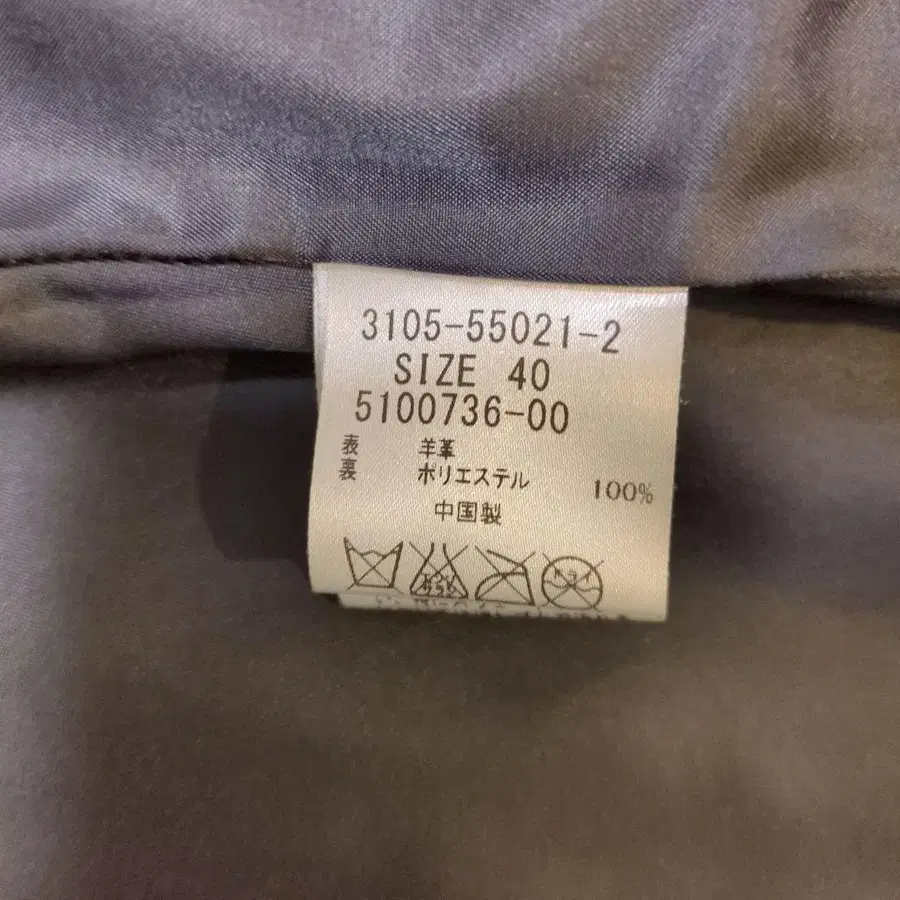 3105-55021-2
SIZE 40
5100736-00
表 羊革
裏 ポリエステル 100%
中国製